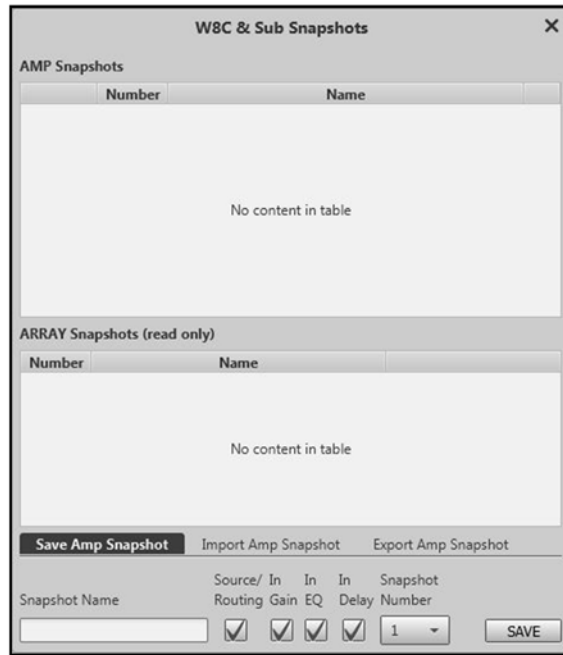 W8C & Sub Snapshots ×
AMP Snapshots
Number Name
No content in table
ARRAY Snapshots (read only)
Number Name
No content in table
Save Amp Snapshot Import Amp Snapshot Export Amp Snapshot
Source/ In In In Snapshot
Snapshot Name Routing Gain EQ Delay Number
1 SAVE